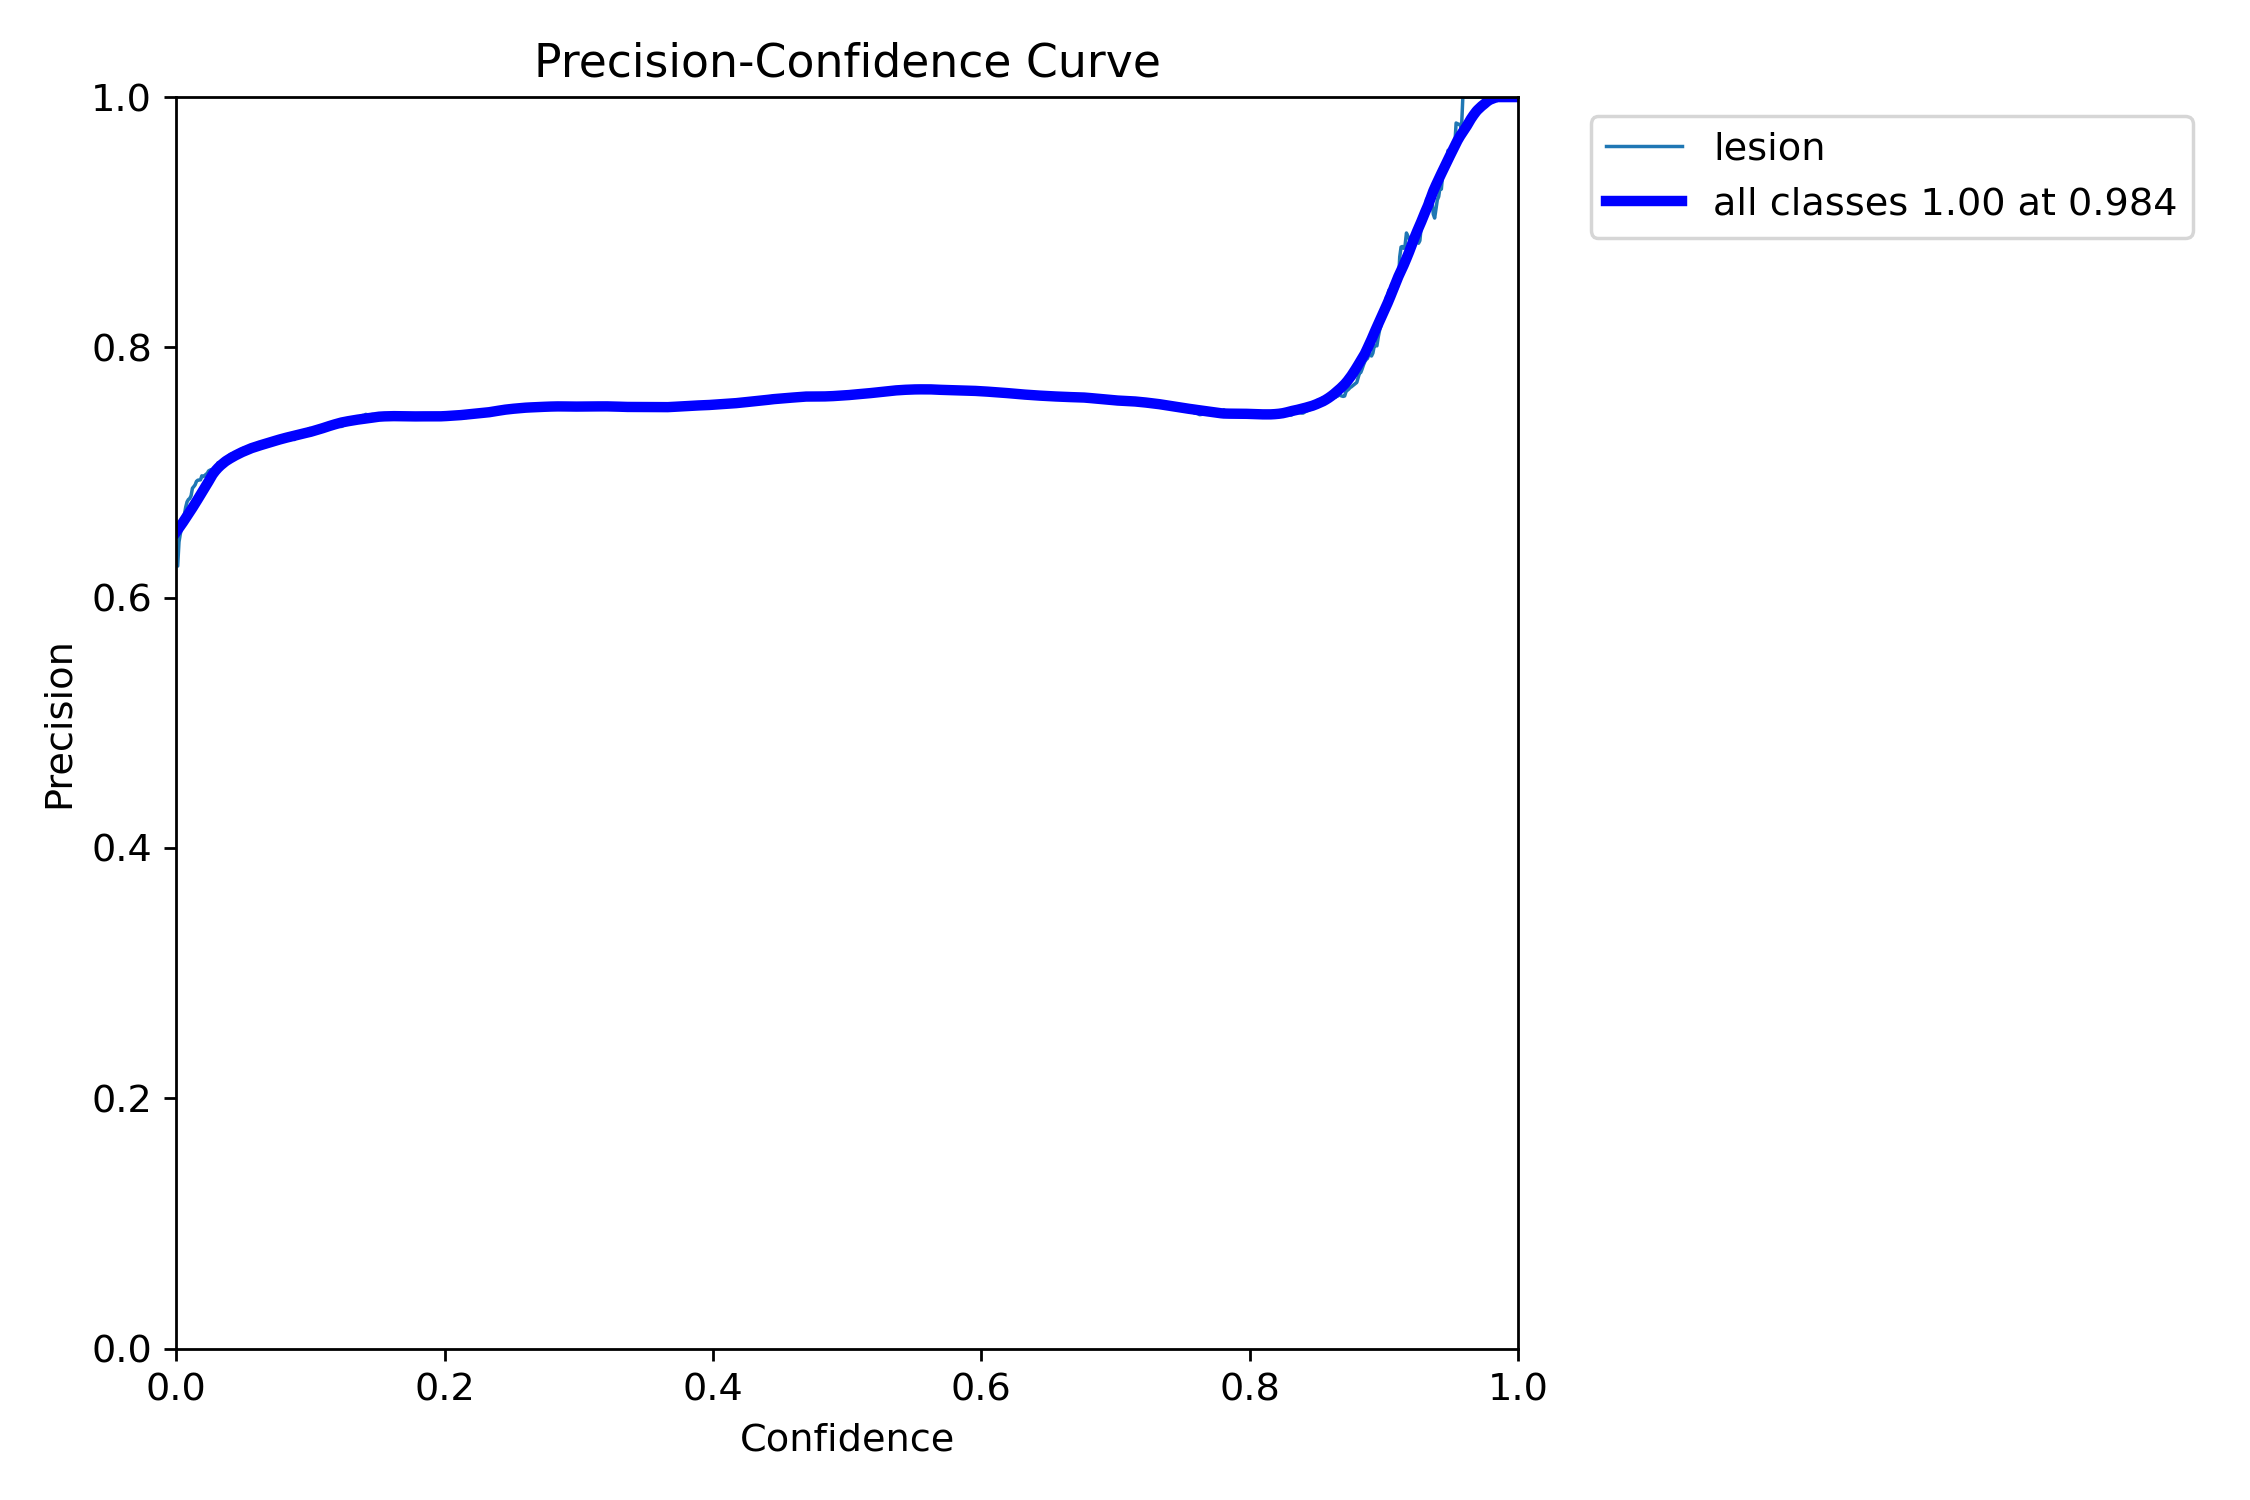 Precision-Confidence Curve
1.0
0.8
0.6
0.4
0.2
0.0
Precision
0.0 0.2 0.4 0.6 0.8 1.0
Confidence
lesion
all classes 1.00 at 0.984